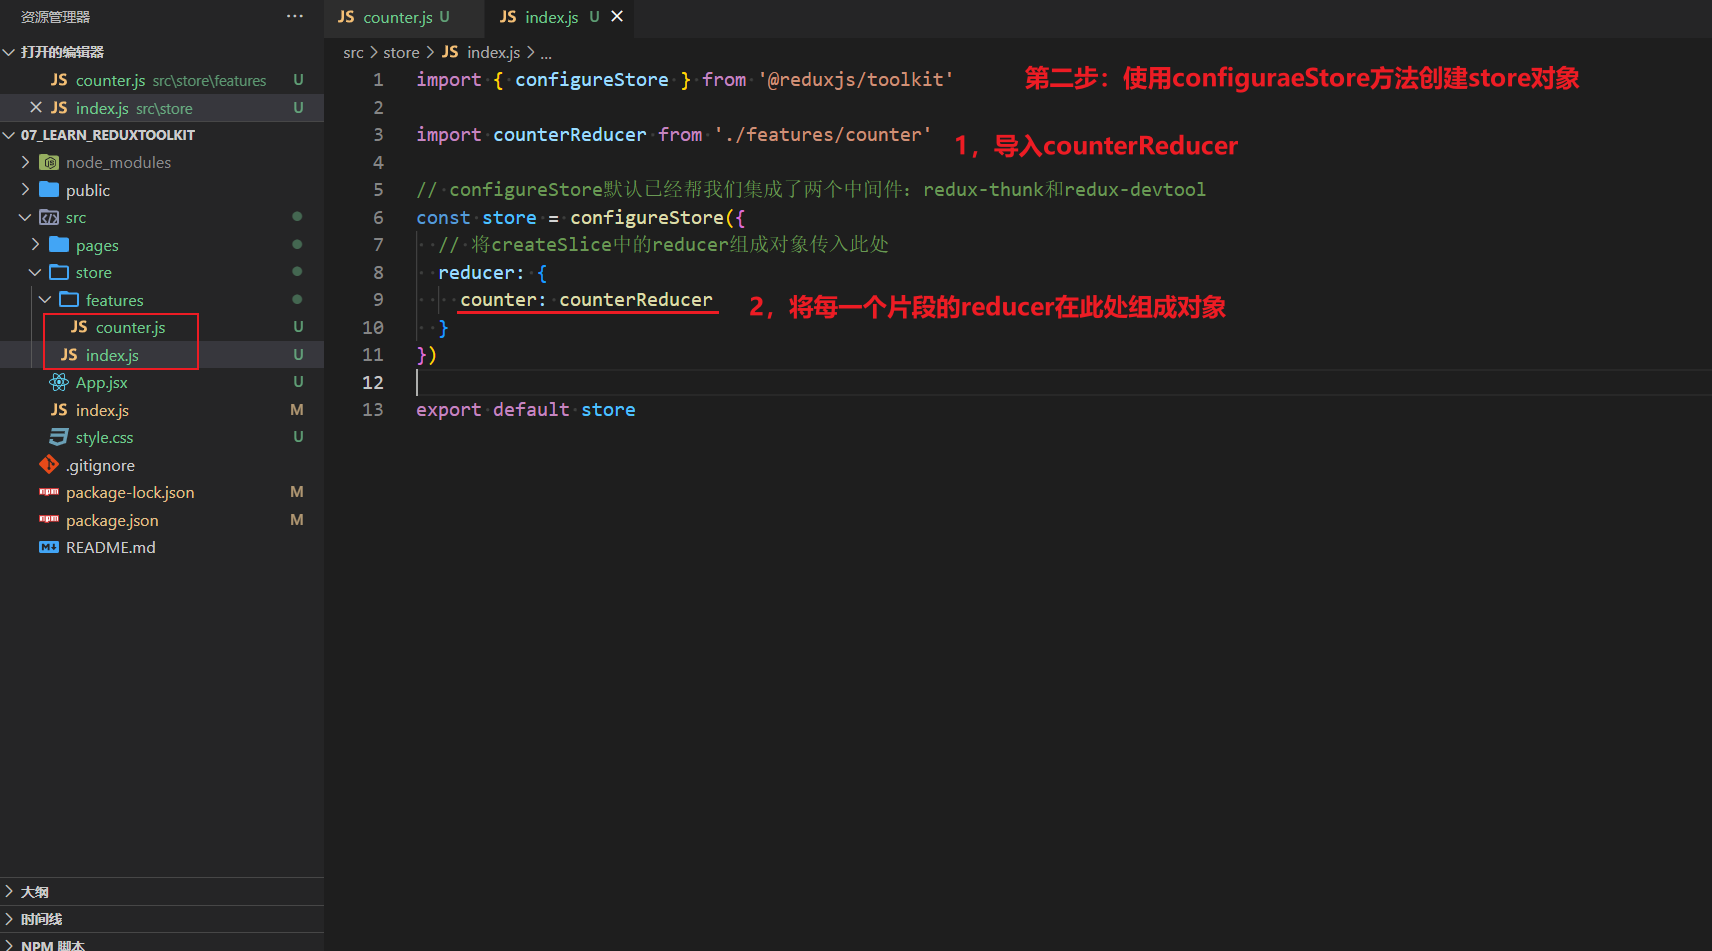 资源管理器 ···
打开的编辑器
JS counter.js src\store\features U
JS index.js src\store U
07_LEARN_REDUXTOOLKIT
node_modules
public
src
pages
store
features
JS counter.js U
JS index.js U
App.jsx U
JS index.js M
style.css U
.gitignore
npm package-lock.json M
npm package.json M
README.md
大纲
时间线
NPM 脚本
JS counter.js U
JS index.js U
src > store > JS index.js > ...
1 import { configureStore } from '@reduxjs/toolkit'
第二步：使用configuraeStore方法创建store对象
2
3 import counterReducer from './features/counter'
1，导入counterReducer
4
5 // configureStore默认已经帮我们集成了两个中间件：redux-thunk和redux-devtool
6 const store = configureStore({
7 // 将createSlice中的reducer组成对象传入此处
8 reducer: {
9 counter: counterReducer
2，将每一个片段的reducer在此处组成对象
10 }
11 })
12
13 export default store